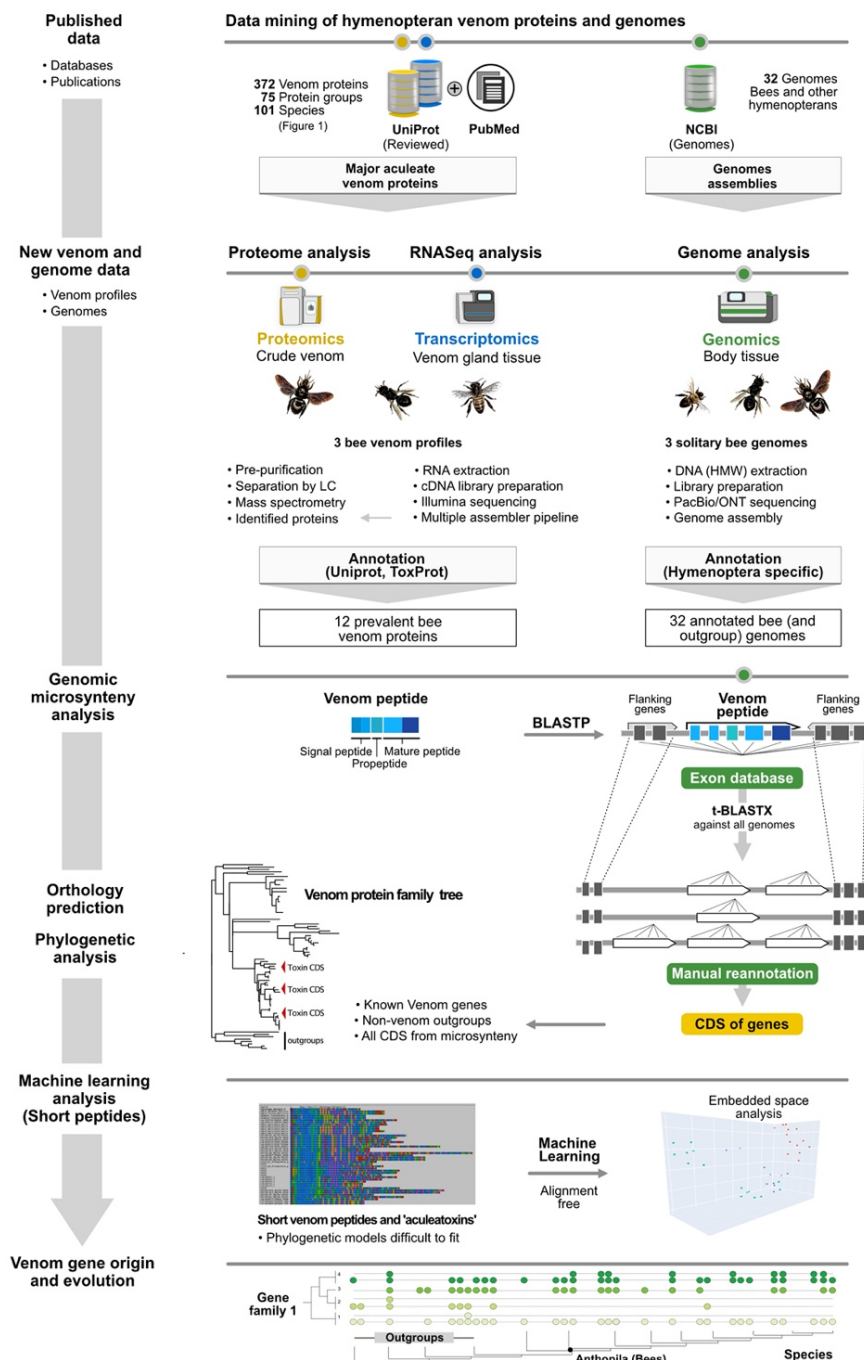 Published
data
• Databases
• Publications
Data mining of hymenopteran venom proteins and genomes
372 Venom proteins
75 Protein groups
101 Species
(Figure 1)
UniProt
(Reviewed)
PubMed
NCBI
(Genomes)
32 Genomes
Bees and other
hymenopterans
Major aculeate
venom proteins
Genomes
assemblies
New venom and
genome data
• Venom profiles
• Genomes
Proteome analysis
RNASeq analysis
Genome analysis
Proteomics
Crude venom
Transcriptomics
Venom gland tissue
Genomics
Body tissue
3 bee venom profiles
3 solitary bee genomes
• Pre-purification
• Separation by LC
• Mass spectrometry
• Identified proteins
• RNA extraction
• cDNA library preparation
• Illumina sequencing
• Multiple assembler pipeline
• DNA (HMW) extraction
• Library preparation
• PacBio/ONT sequencing
• Genome assembly
Annotation
(Uniprot, ToxProt)
Annotation
(Hymenoptera specific)
12 prevalent bee
venom proteins
32 annotated bee (and
outgroup) genomes
Genomic
microsynteny
analysis
Venom peptide
Signal peptide
Mature peptide
Propeptide
BLASTP
Flanking
genes
Venom
peptide
Flanking
genes
Exon database
t-BLASTX
against all genomes
Orthology
prediction
Phylogenetic
analysis
Venom protein family tree
Toxin CDS
Toxin CDS
Toxin CDS
outgroups
• Known Venom genes
• Non-venom outgroups
• All CDS from microsynteny
Manual reannotation
CDS of genes
Machine learning
analysis
(Short peptides)
Short venom peptides and 'aculeatoxins'
• Phylogenetic models difficult to fit
Machine
Learning
Alignment
free
Embedded space
analysis
Venom gene origin
and evolution
Gene
family 1
4
3
2
1
Outgroups
Anthophila (Bees)
Species